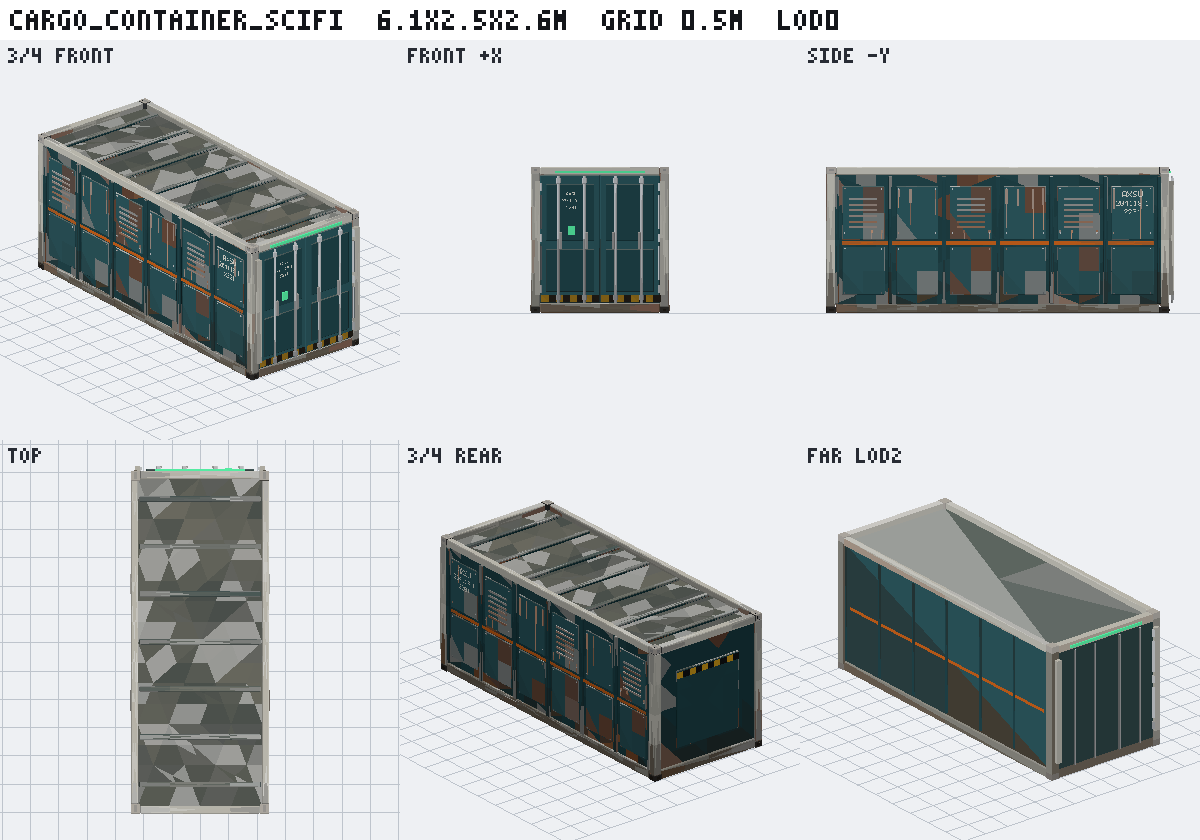 CARGO_CONTAINER_SCIFI 6.1X2.5X2.6M GRID 0.5M LOD0
3/4 FRONT
FRONT +X
SIDE -Y
AXSU
TOP
3/4 REAR
FAR LOD2